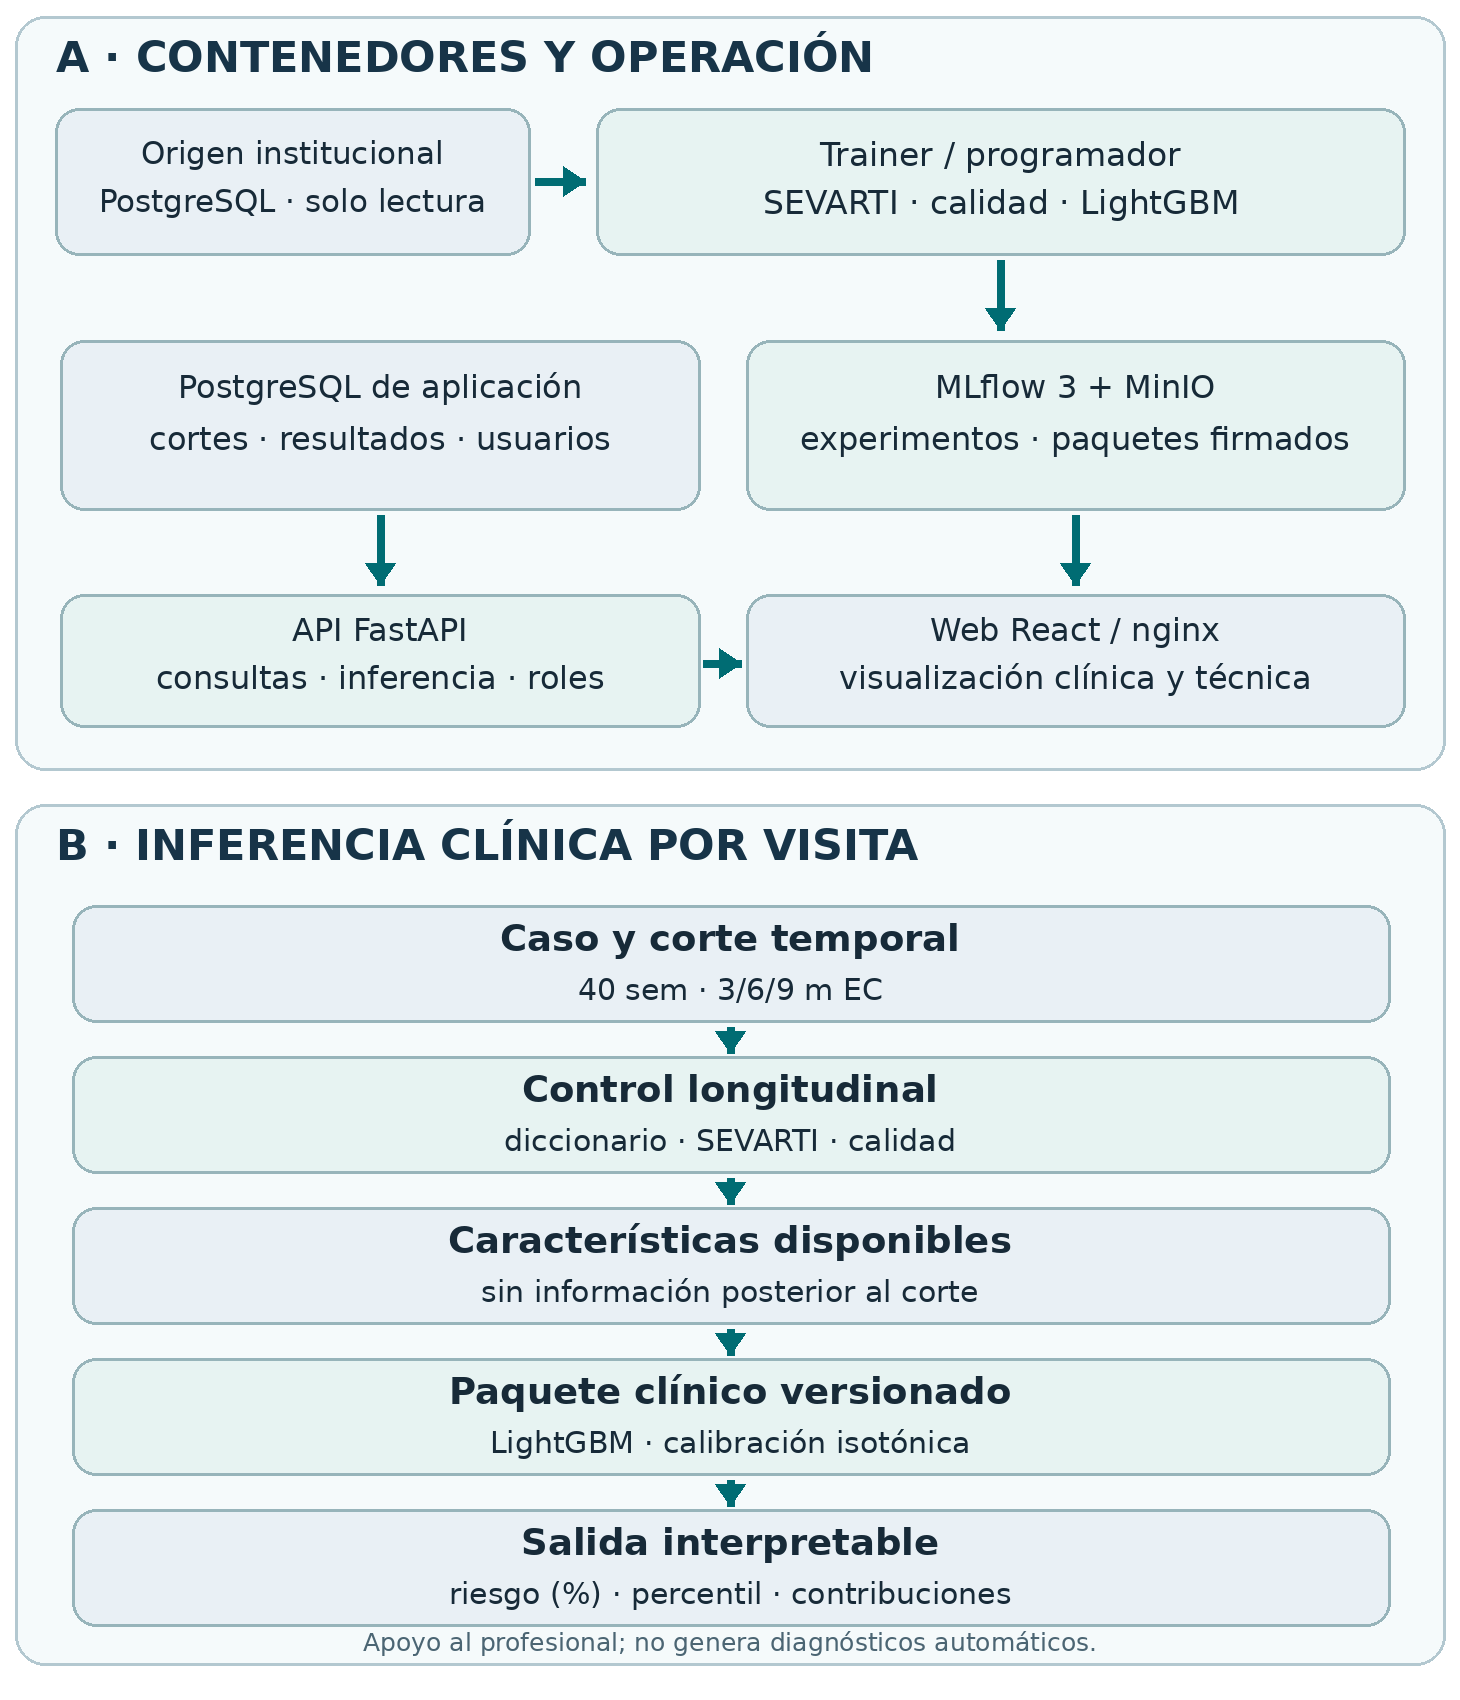 A · CONTENEDORES Y OPERACIÓN
Origen institucional
PostgreSQL · solo lectura
Trainer / programador
SEVARTI · calidad · LightGBM
PostgreSQL de aplicación
cortes · resultados · usuarios
MLflow 3 + MinIO
experimentos · paquetes firmados
API FastAPI
consultas · inferencia · roles
Web React / nginx
visualización clínica y técnica
B · INFERENCIA CLÍNICA POR VISITA
Caso y corte temporal
40 sem · 3/6/9 m EC
Control longitudinal
diccionario · SEVARTI · calidad
Características disponibles
sin información posterior al corte
Paquete clínico versionado
LightGBM · calibración isotónica
Salida interpretable
riesgo (%) · percentil · contribuciones
Apoyo al profesional; no genera diagnósticos automáticos.